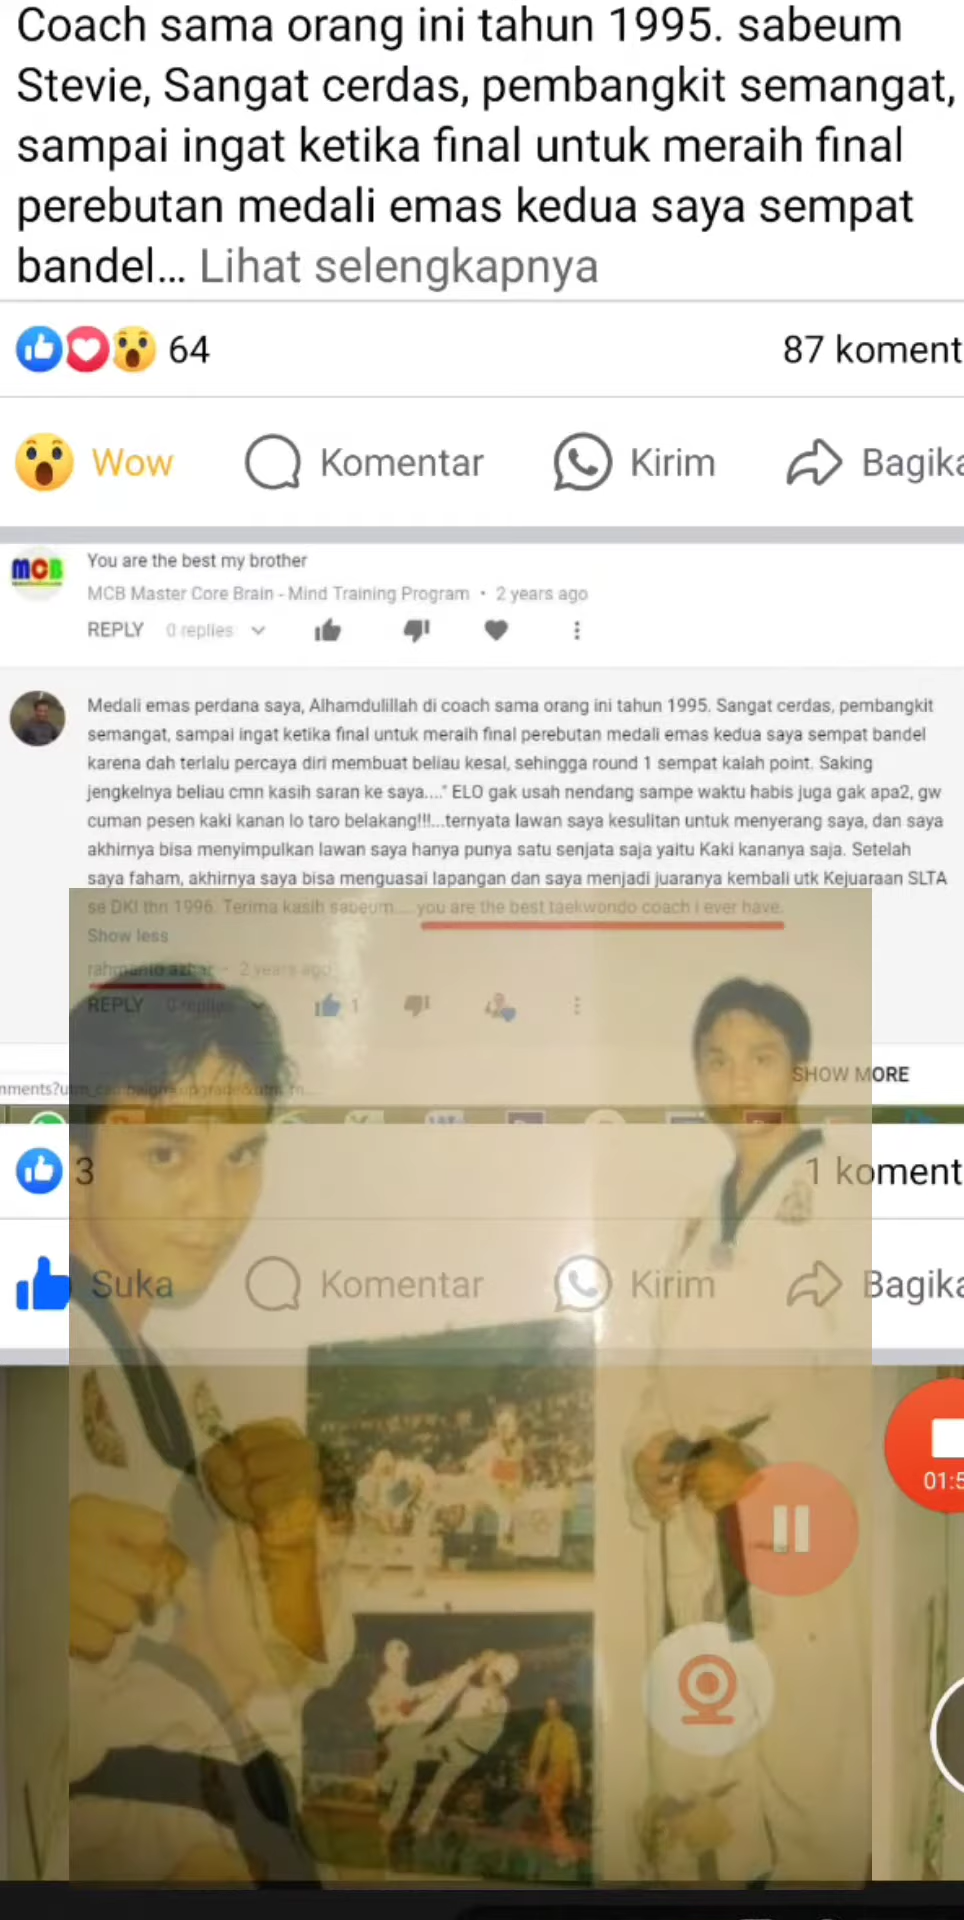 Coach sama orang ini tahun 1995. sabeum
Stevie, Sangat cerdas, pembangkit semangat,
sampai ingat ketika final untuk meraih final
perebutan medali emas kedua saya sempat
bandel... Lihat selengkapnya
64
87 koment
Wow
Komentar
Kirim
Bagika
MCB
You are the best my brother
MCB Master Core Brain - Mind Training Program • 2 years ago
REPLY
0 replies
Medali emas perdana saya, Alhamdulillah di coach sama orang ini tahun 1995. Sangat cerdas, pembangkit
semangat, sampai ingat ketika final untuk meraih final perebutan medali emas kedua saya sempat bandel
karena dah terlalu percaya diri membuat beliau kesal, sehingga round 1 sempat kalah point. Saking
jengkelnya beliau cmn kasih saran ke saya...." ELO gak usah nendang sampe waktu habis juga gak apa2, gw
cuman pesen kaki kanan lo taro belakang!!!...ternyata lawan saya kesulitan untuk menyerang saya, dan saya
akhirnya bisa menyimpulkan lawan saya hanya punya satu senjata saja yaitu Kaki kananya saja. Setelah
saya faham, akhirnya saya bisa menguasai lapangan dan saya menjadi juaranya kembali utk Kejuaraan SLTA
se DKI thn 1996. Terima kasih sabeum.... you are the best taekwondo coach i ever have.
Show less
rahmanto azhar • 2 years ago
REPLY
0 replies
1
SHOW MORE
3
1 koment
Suka
Komentar
Kirim
Bagika
01:5